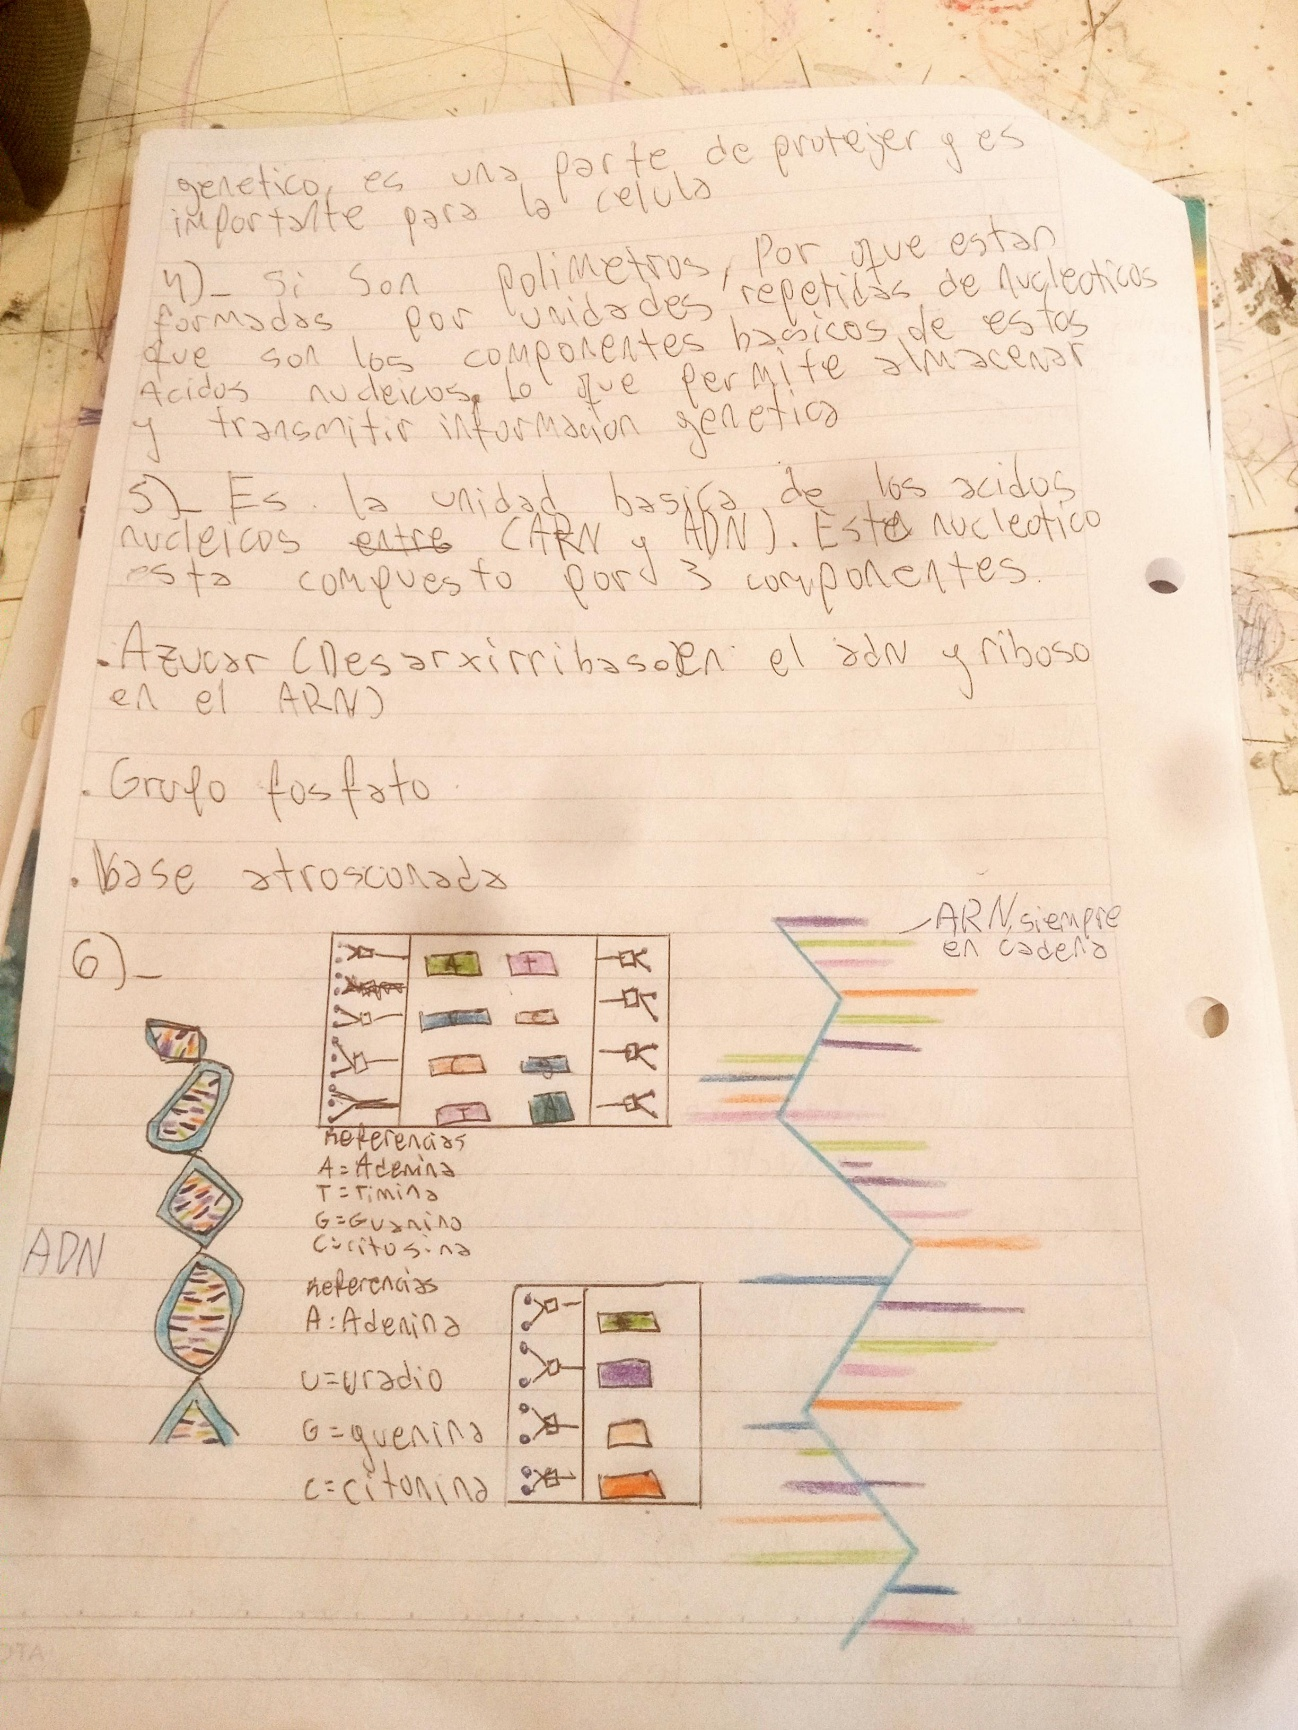 genetico, es una parte de protejer y es
importante para la celula
4)_ Si Son polimetros, por que estan
formadas por unidades repetidas de nucleoticos
que son los componentes basicos de estos
Acidos nucleicos. lo que permite almacenar
y transmitir informacion genetica
5)_ Es la unidad basica de los acidos
nucleicos entre (ARN y ADN). Este nucleotico
esta compuesto por 3 componentes.
. Azucar (Desarxirribaso en el adN y riboso
en el ARN)
. Grupo fosfato
. base atrosconada
6)_
ARN siempre
en cadena
A T
C
C G
T A
Referencias
A = Adenina
T = Timina
G = Guanino
C = citosina
ADN
Referencias
A: Adenina
U = uradio
G = guenina
C = citonina